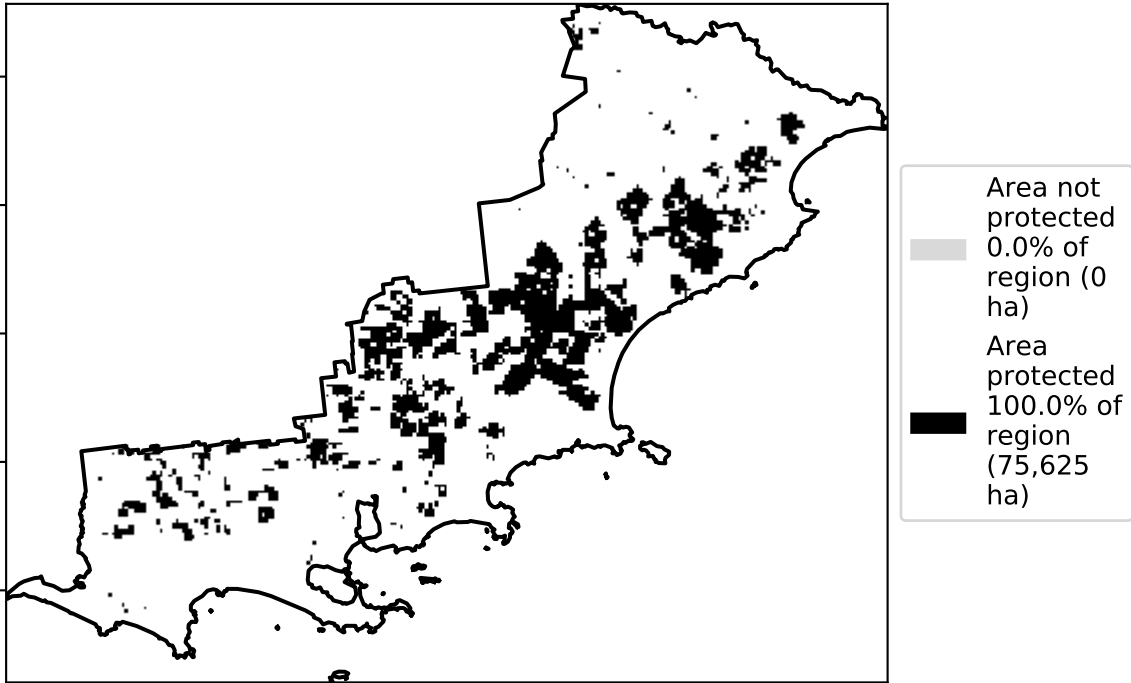 Area not
protected
0.0% of
region (0
ha)
Area
protected
100.0% of
region
(75,625
ha)